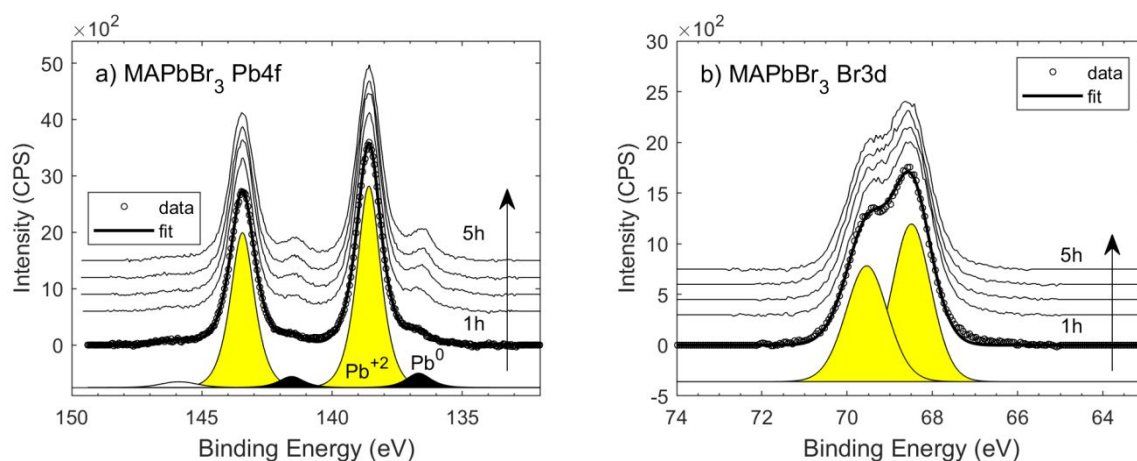 ×10²
a) MAPbBr₃ Pb4f
50
40
30
20
10
0
data
fit
5h
1h
Pb⁺²
Pb⁰
150
145
140
135
Intensity (CPS)
Binding Energy (eV)
×10²
b) MAPbBr₃ Br3d
30
25
20
15
10
5
0
-5
data
fit
5h
1h
74
72
70
68
66
64
Intensity (CPS)
Binding Energy (eV)